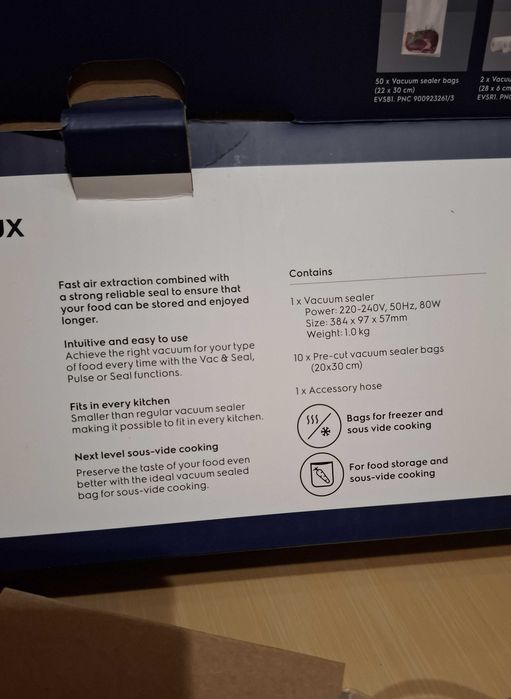 50 x Vacuum sealer bags
(22 x 30 cm)
EVSB1. PNC 900923261/3
2 x Vacuu
(28 x 6 cm
EVSR1. PNC
UX
Fast air extraction combined with
a strong reliable seal to ensure that
your food can be stored and enjoyed
longer.
Intuitive and easy to use
Achieve the right vacuum for your type
of food every time with the Vac & Seal,
Pulse or Seal functions.
Fits in every kitchen
Smaller than regular vacuum sealer
making it possible to fit in every kitchen.
Next level sous-vide cooking
Preserve the taste of your food even
better with the ideal vacuum sealed
bag for sous-vide cooking.
Contains
1 x Vacuum sealer
Power: 220-240V, 50Hz, 80W
Size: 384 x 97 x 57mm
Weight: 1.0 kg
10 x Pre-cut vacuum sealer bags
(20x30 cm)
1 x Accessory hose
Bags for freezer and
sous vide cooking
For food storage and
sous-vide cooking